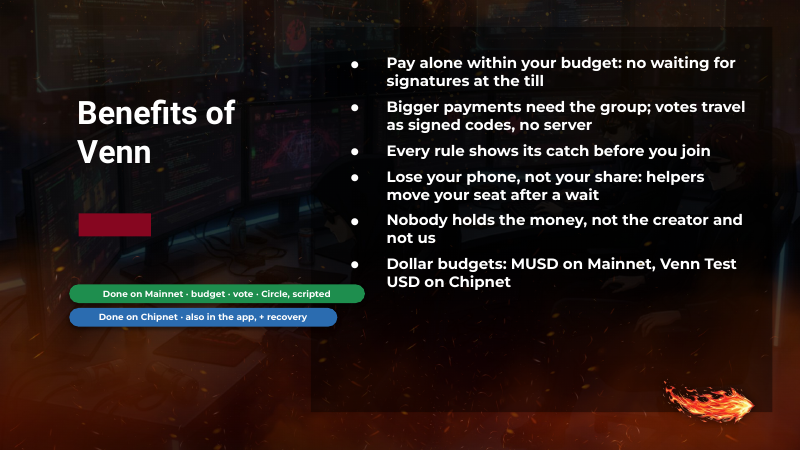 Benefits of
Venn
Done on Mainnet · budget · vote · Circle, scripted
Done on Chipnet · also in the app, + recovery
● Pay alone within your budget: no waiting for
signatures at the till
● Bigger payments need the group; votes travel
as signed codes, no server
● Every rule shows its catch before you join
● Lose your phone, not your share: helpers
move your seat after a wait
● Nobody holds the money, not the creator and
not us
● Dollar budgets: MUSD on Mainnet, Venn Test
USD on Chipnet